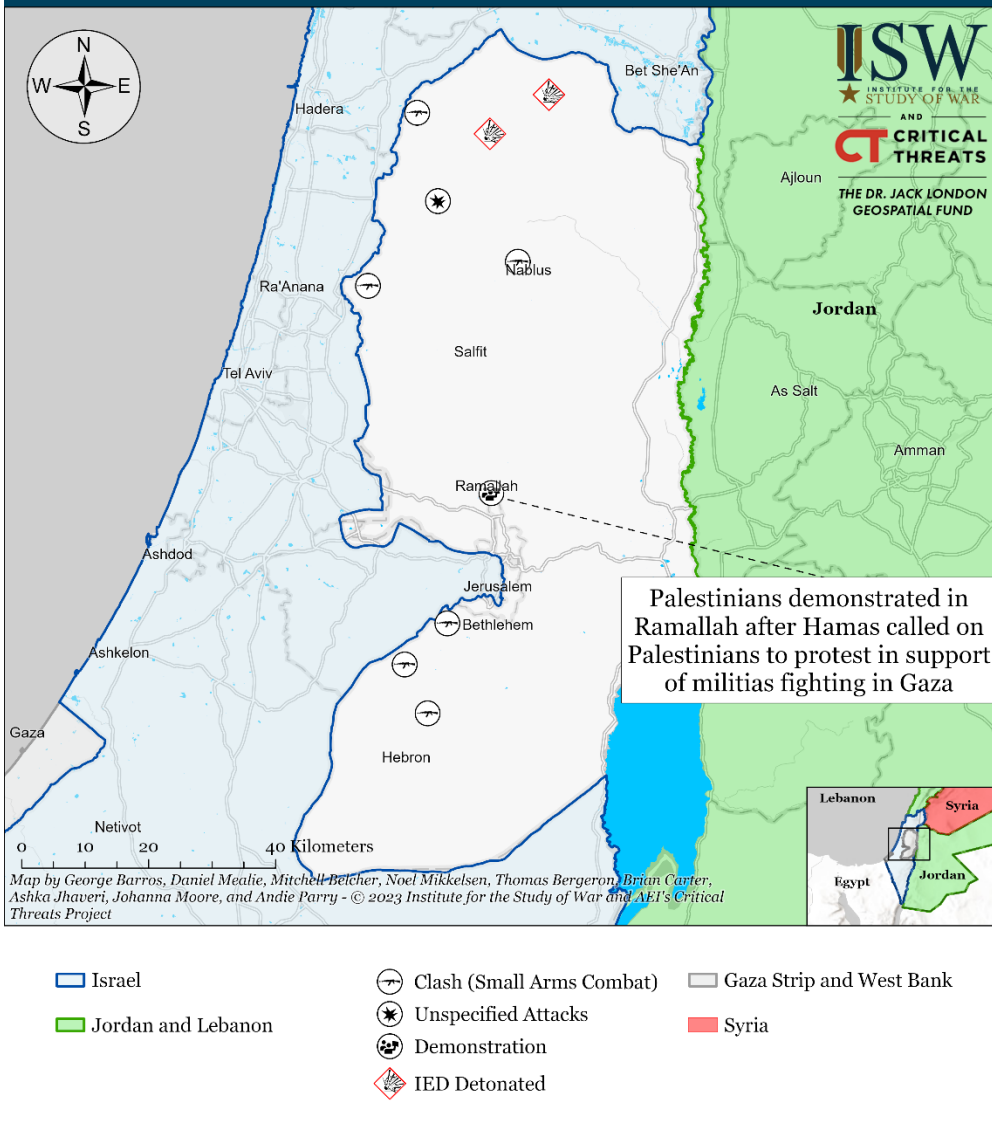 N
W
E
S
ISW
INSTITUTE FOR THE
STUDY OF WAR
AND
CT CRITICAL
THREATS
THE DR. JACK LONDON
GEOSPATIAL FUND
Bet She'An
Hadera
Ajloun
Nablus
Ra'Anana
Jordan
Salfit
Tel Aviv
As Salt
Amman
Ramallah
Ashdod
Jerusalem
Bethlehem
Palestinians demonstrated in
Ramallah after Hamas called on
Palestinians to protest in support
of militias fighting in Gaza
Ashkelon
Gaza
Hebron
Netivot
Lebanon
Syria
Egypt
Jordan
0 10 20 40 Kilometers
Map by George Barros, Daniel Mealie, Mitchell Belcher, Noel Mikkelsen, Thomas Bergeron, Brian Carter,
Ashka Jhaveri, Johanna Moore, and Andie Parry - © 2023 Institute for the Study of War and AEI's Critical
Threats Project
Israel
Jordan and Lebanon
Clash (Small Arms Combat)
Unspecified Attacks
Demonstration
IED Detonated
Gaza Strip and West Bank
Syria